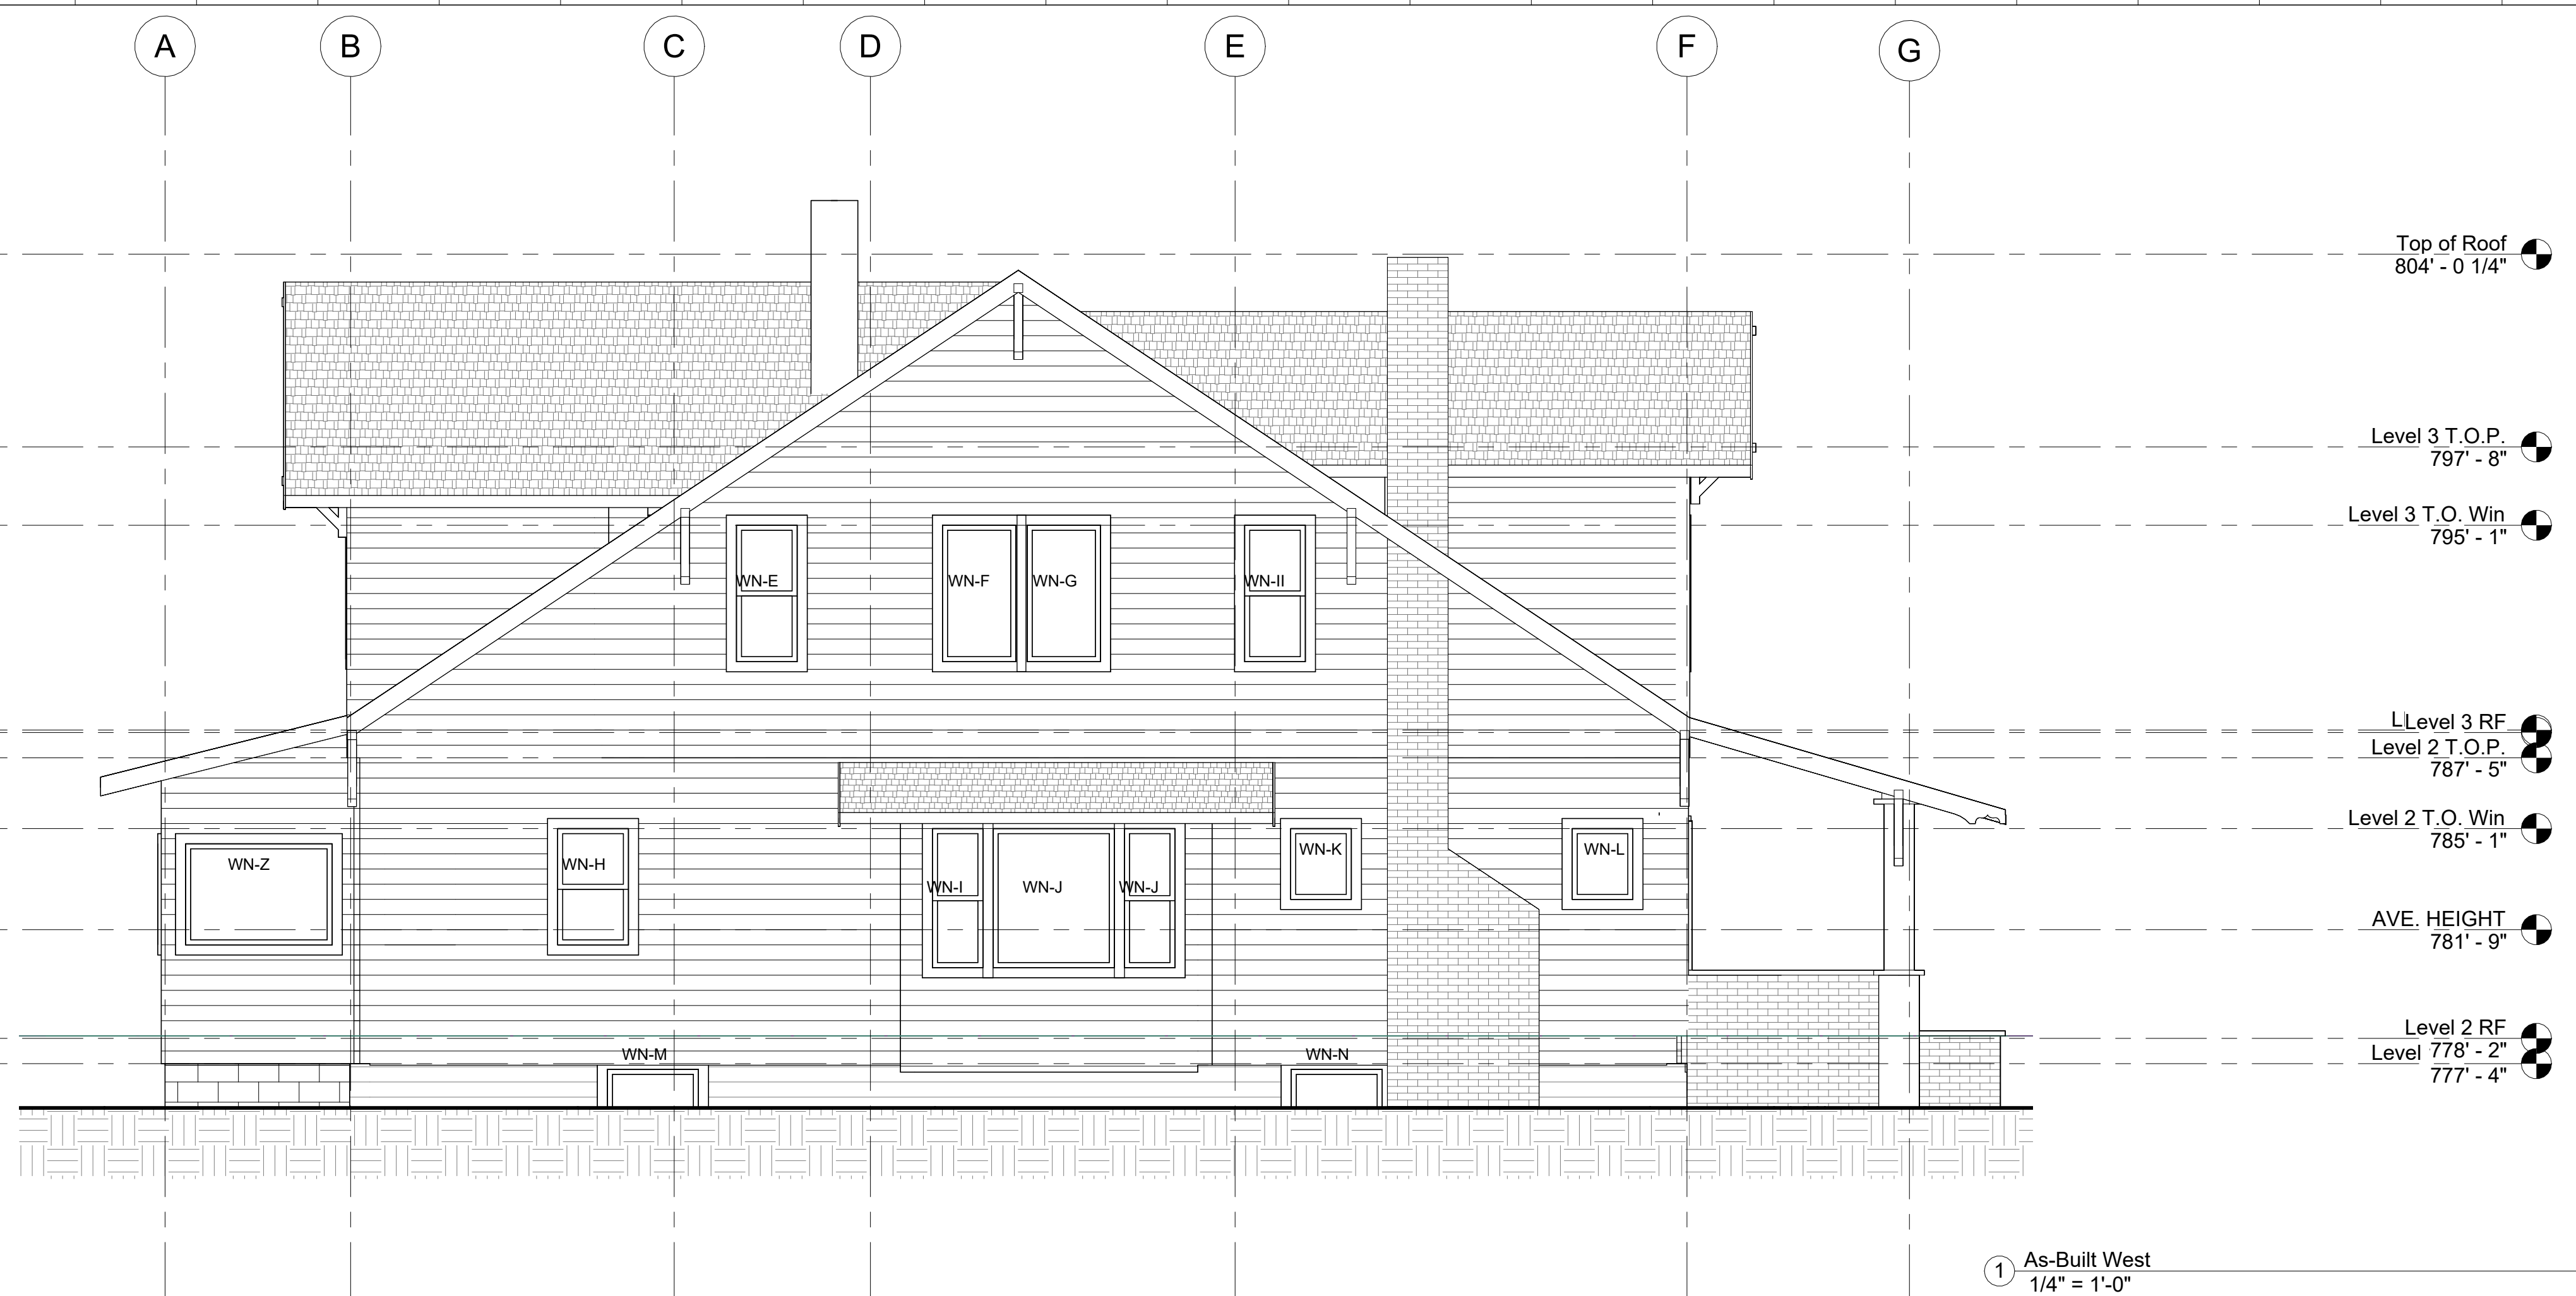 A B C D E F G
Top of Roof
804' - 0 1/4"
Level 3 T.O.P.
797' - 8"
Level 3 T.O. Win
795' - 1"
WN-E WN-F WN-G WN-II
Level 3 RF
Level 2 T.O.P.
787' - 5"
Level 2 T.O. Win
785' - 1"
WN-Z WN-H WN-I WN-J WN-J WN-K WN-L
AVE. HEIGHT
781' - 9"
Level 2 RF
778' - 2"
Level
777' - 4"
WN-M WN-N
1 As-Built West
1/4" = 1'-0"